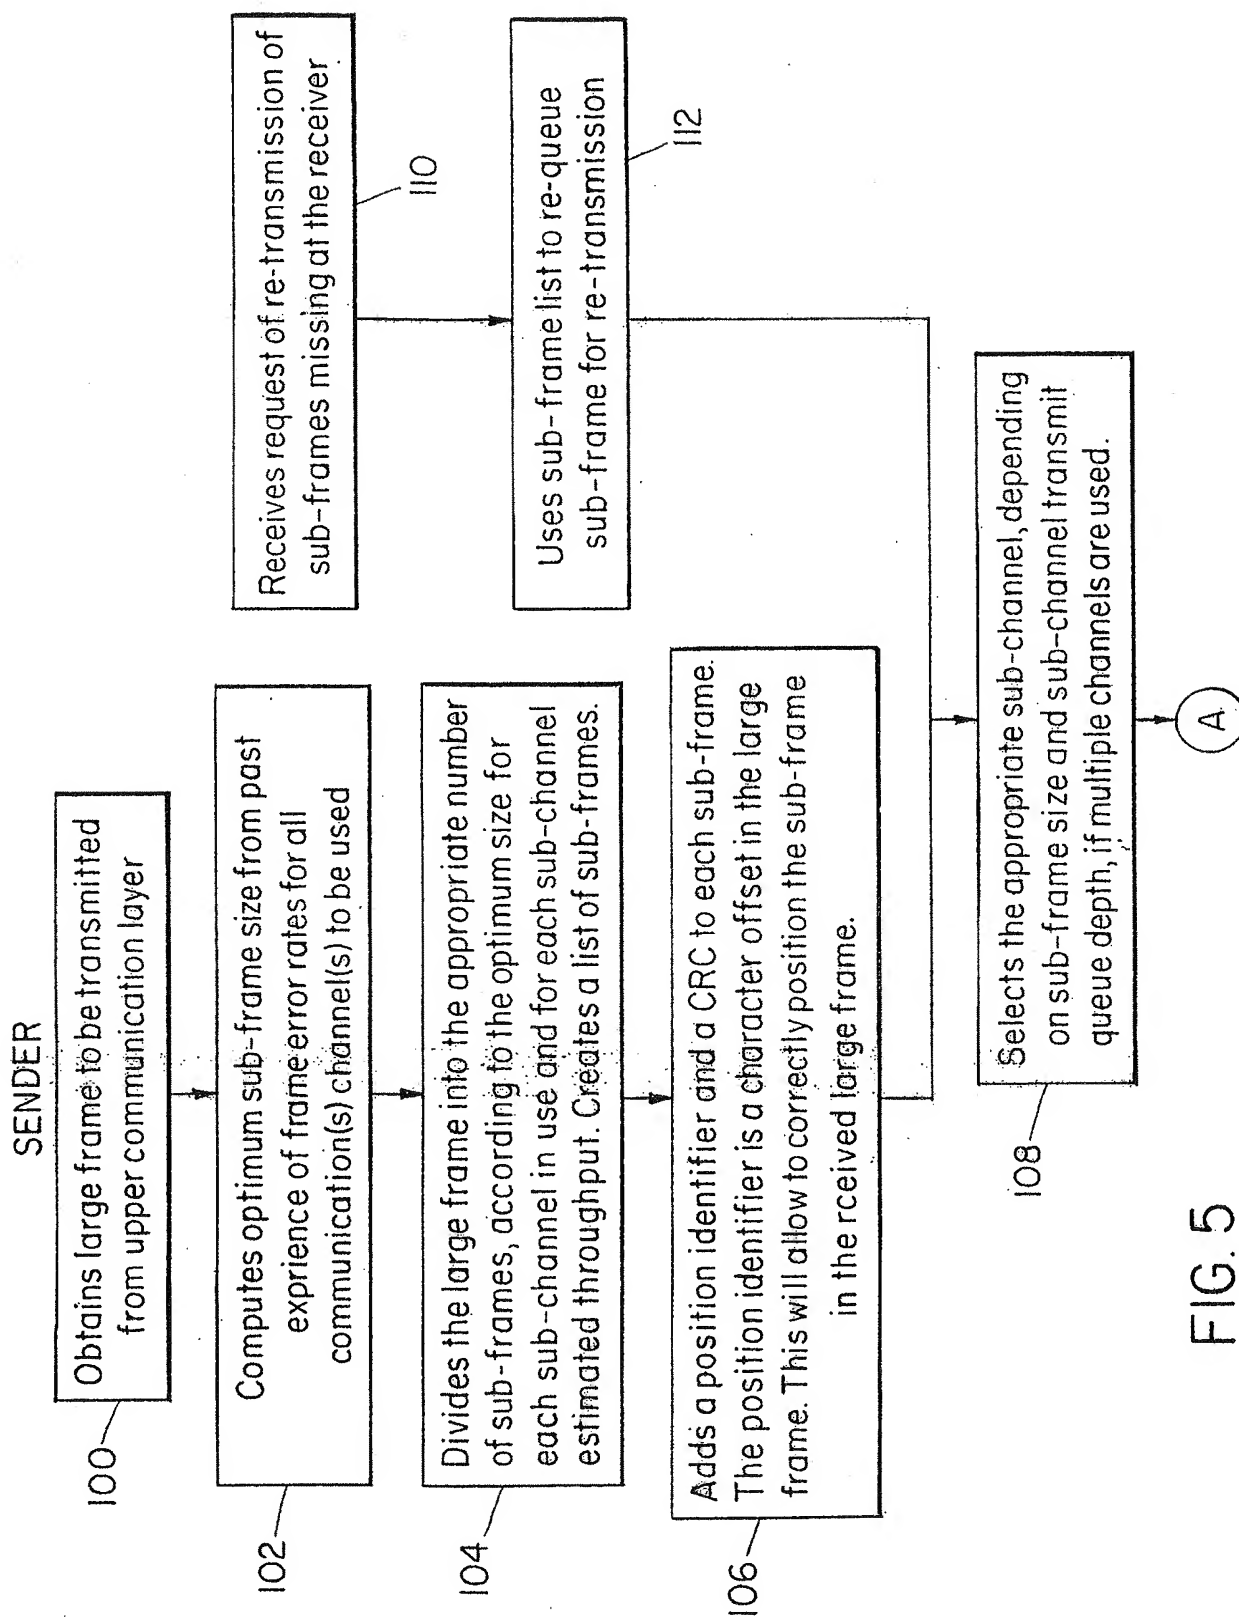 SENDER
Obtains large frame to be transmitted
from upper communication layer
100
Computes optimum sub-frame size from past
exprience of frame error rates for all
communication(s) channel(s) to be used
102
Divides the large frame into the appropriate number
of sub-frames, according to the optimum size for
each sub-channel in use and for each sub-channel
estimated throughput. Creates a list of sub-frames.
104
Adds a position identifier and a CRC to each sub-frame.
The position identifier is a character offset in the large
frame. This will allow to correctly position the sub-frame
in the rceived large frame.
106
Receives request of re-transmission of
sub-frames missing at the receiver
110
Uses sub-frame list to re-queue
sub-frame for re-transmission
112
Selects the appropriate sub-channel, depending
on sub-frame size and sub-channel transmit
queue depth, if multiple channels are used.
108
A
FIG. 5